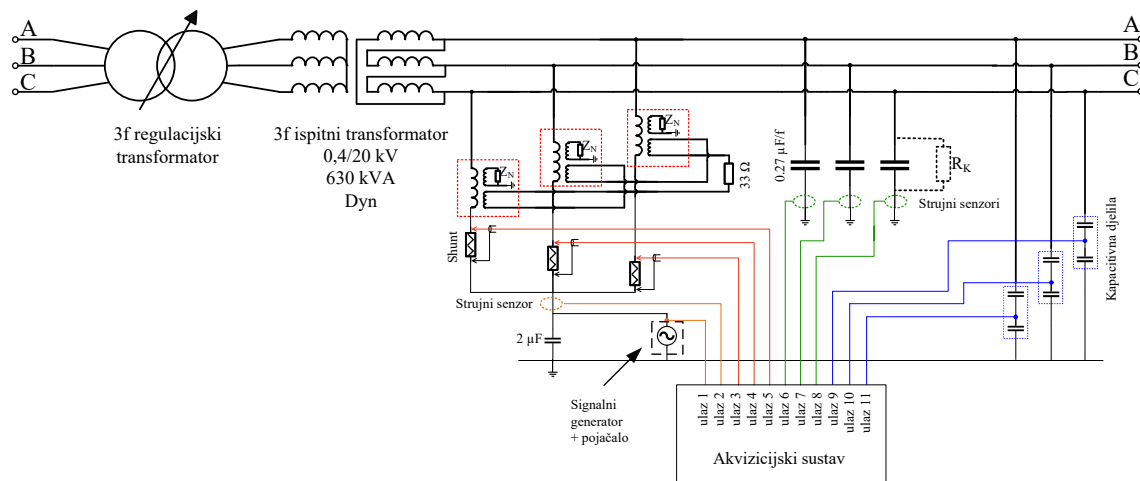 A
B
C
A
B
C
3f regulacijski
transformator
3f ispitni transformator
0,4/20 kV
630 kVA
Dyn
Z_N
Z_N
Z_N
33 Ω
0.27 µF/f
R_K
Strujni senzori
Kapacitivna djelila
Shunt
Strujni senzor
2 µF
Signalni
generator
+ pojačalo
ulaz 1
ulaz 2
ulaz 3
ulaz 4
ulaz 5
ulaz 6
ulaz 7
ulaz 8
ulaz 9
ulaz 10
ulaz 11
Akvizicijski sustav